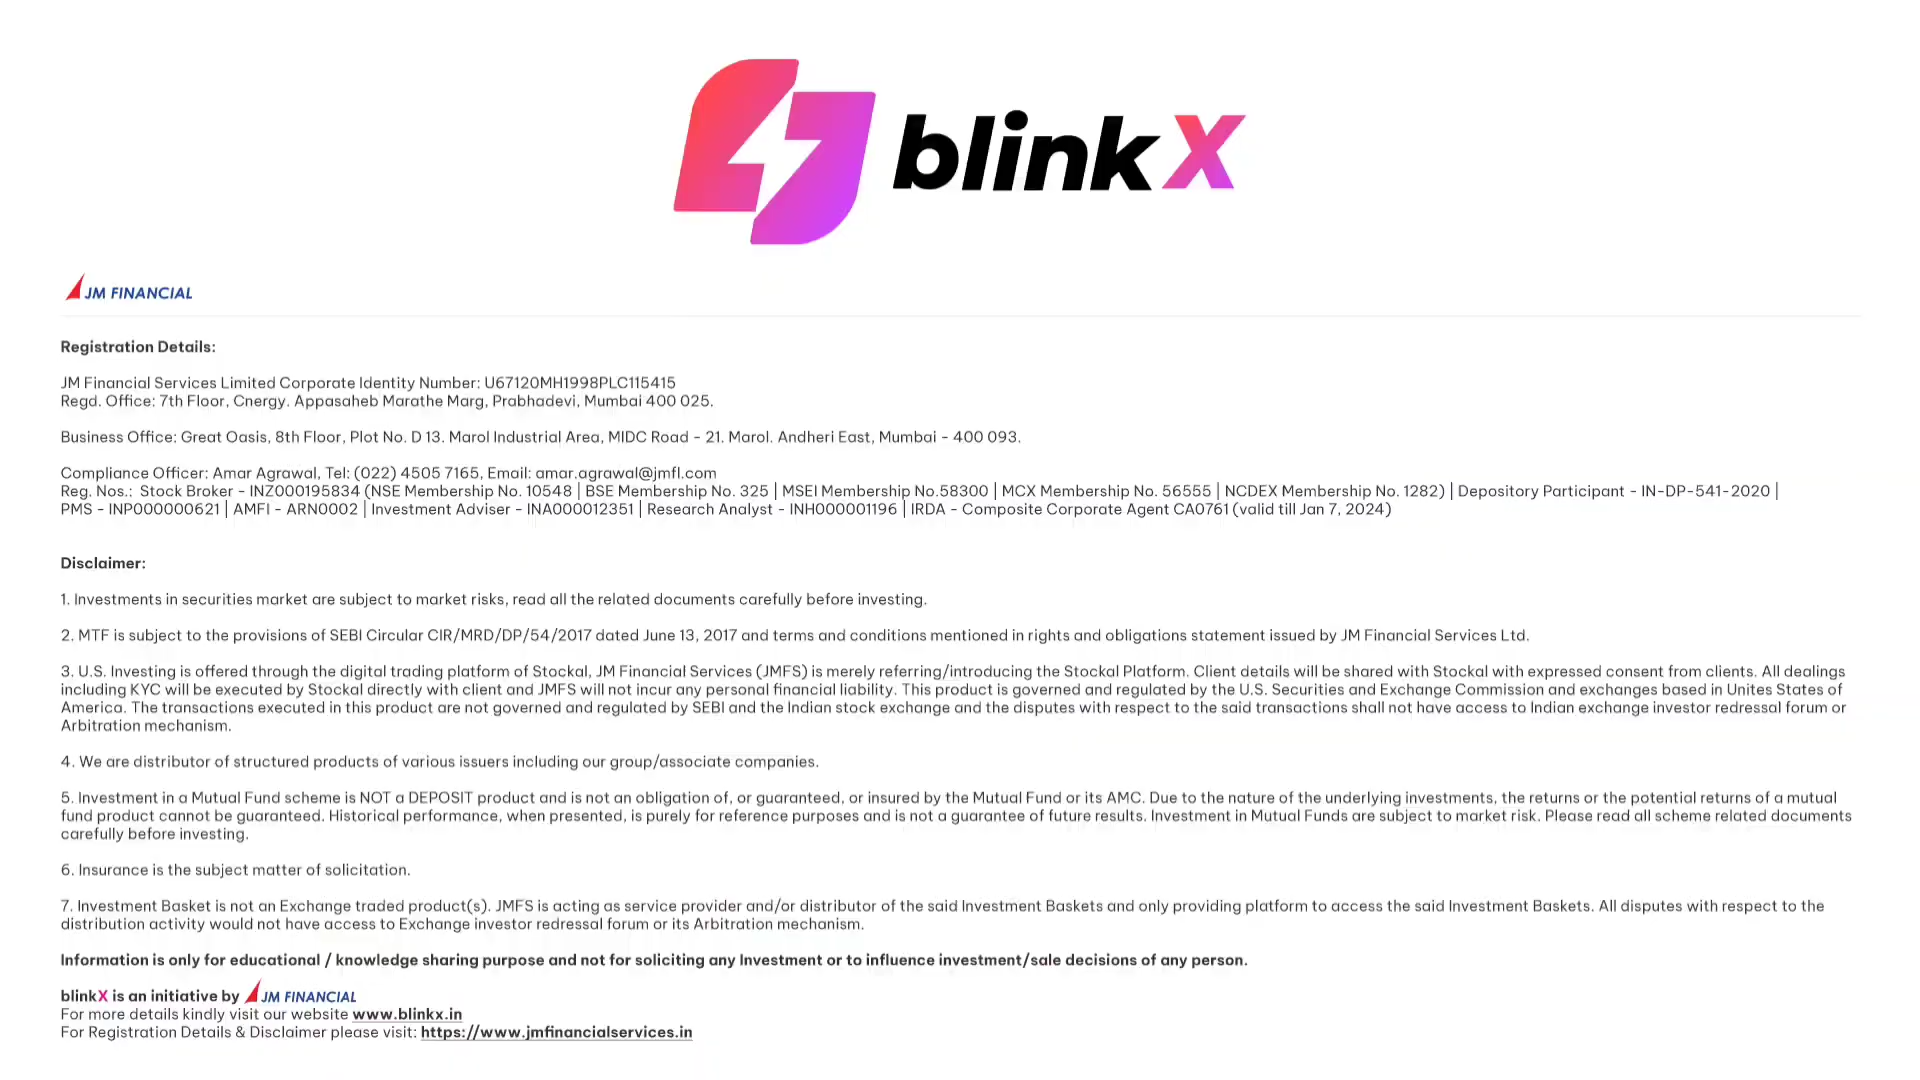 blinkX
JM FINANCIAL
Registration Details:
JM Financial Services Limited Corporate Identity Number: U67120MH1998PLC115415
Regd. Office: 7th Floor, Cnergy. Appasaheb Marathe Marg, Prabhadevi, Mumbai 400 025.
Business Office: Great Oasis, 8th Floor, Plot No. D 13. Marol Industrial Area, MIDC Road - 21. Marol. Andheri East, Mumbai - 400 093.
Compliance Officer: Amar Agrawal, Tel: (022) 4505 7165, Email: amar.agrawal@jmfl.com
Reg. Nos.: Stock Broker - INZ000195834 (NSE Membership No. 10548 | BSE Membership No. 325 | MSEI Membership No.58300 | MCX Membership No. 56555 | NCDEX Membership No. 1282) | Depository Participant - IN-DP-541-2020 |
PMS - INP000000621 | AMFI - ARN0002 | Investment Adviser - INA000012351 | Research Analyst - INH000001196 | IRDA - Composite Corporate Agent CA0761 (valid till Jan 7, 2024)
Disclaimer:
1. Investments in securities market are subject to market risks, read all the related documents carefully before investing.
2. MTF is subject to the provisions of SEBI Circular CIR/MRD/DP/54/2017 dated June 13, 2017 and terms and conditions mentioned in rights and obligations statement issued by JM Financial Services Ltd.
3. U.S. Investing is offered through the digital trading platform of Stockal, JM Financial Services (JMFS) is merely referring/introducing the Stockal Platform. Client details will be shared with Stockal with expressed consent from clients. All dealings
including KYC will be executed by Stockal directly with client and JMFS will not incur any personal financial liability. This product is governed and regulated by the U.S. Securities and Exchange Commission and exchanges based in Unites States of
America. The transactions executed in this product are not governed and regulated by SEBI and the Indian stock exchange and the disputes with respect to the said transactions shall not have access to Indian exchange investor redressal forum or
Arbitration mechanism.
4. We are distributor of structured products of various issuers including our group/associate companies.
5. Investment in a Mutual Fund scheme is NOT a DEPOSIT product and is not an obligation of, or guaranteed, or insured by the Mutual Fund or its AMC. Due to the nature of the underlying investments, the returns or the potential returns of a mutual
fund product cannot be guaranteed. Historical performance, when presented, is purely for reference purposes and is not a guarantee of future results. Investment in Mutual Funds are subject to market risk. Please read all scheme related documents
carefully before investing.
6. Insurance is the subject matter of solicitation.
7. Investment Basket is not an Exchange traded product(s). JMFS is acting as service provider and/or distributor of the said Investment Baskets and only providing platform to access the said Investment Baskets. All disputes with respect to the
distribution activity would not have access to Exchange investor redressal forum or its Arbitration mechanism.
Information is only for educational / knowledge sharing purpose and not for soliciting any Investment or to influence investment/sale decisions of any person.
blinkX is an initiative by JM FINANCIAL
For more details kindly visit our website www.blinkx.in
For Registration Details & Disclaimer please visit: https://www.jmfinancialservices.in